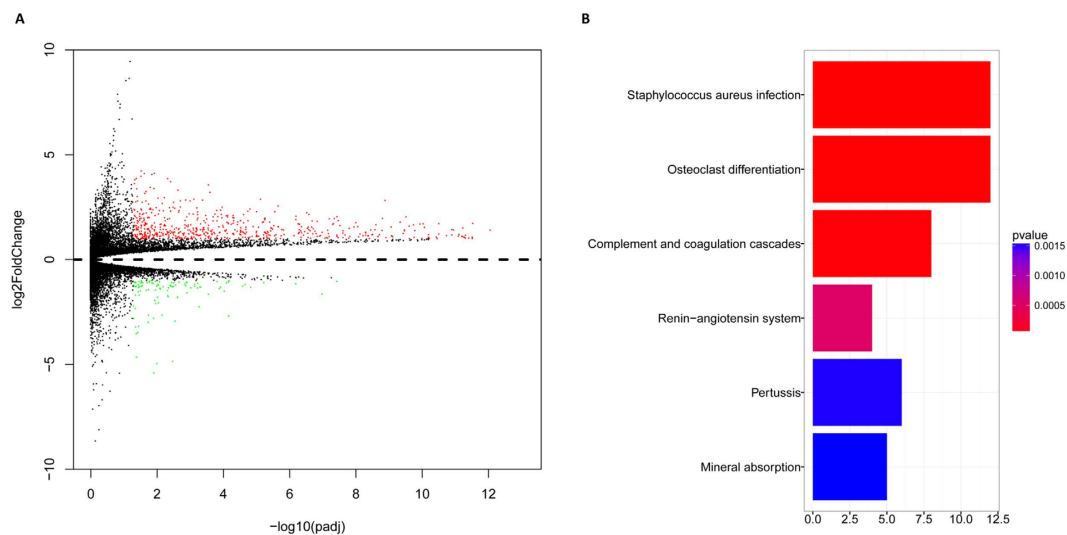 A
10
5
0
−5
−10
log2FoldChange
0
2
4
6
8
10
12
−log10(padj)
B
Staphylococcus aureus infection
Osteoclast differentiation
Complement and coagulation cascades
Renin−angiotensin system
Pertussis
Mineral absorption
0.0
2.5
5.0
7.5
10.0
12.5
pvalue
0.0015
0.0010
0.0005